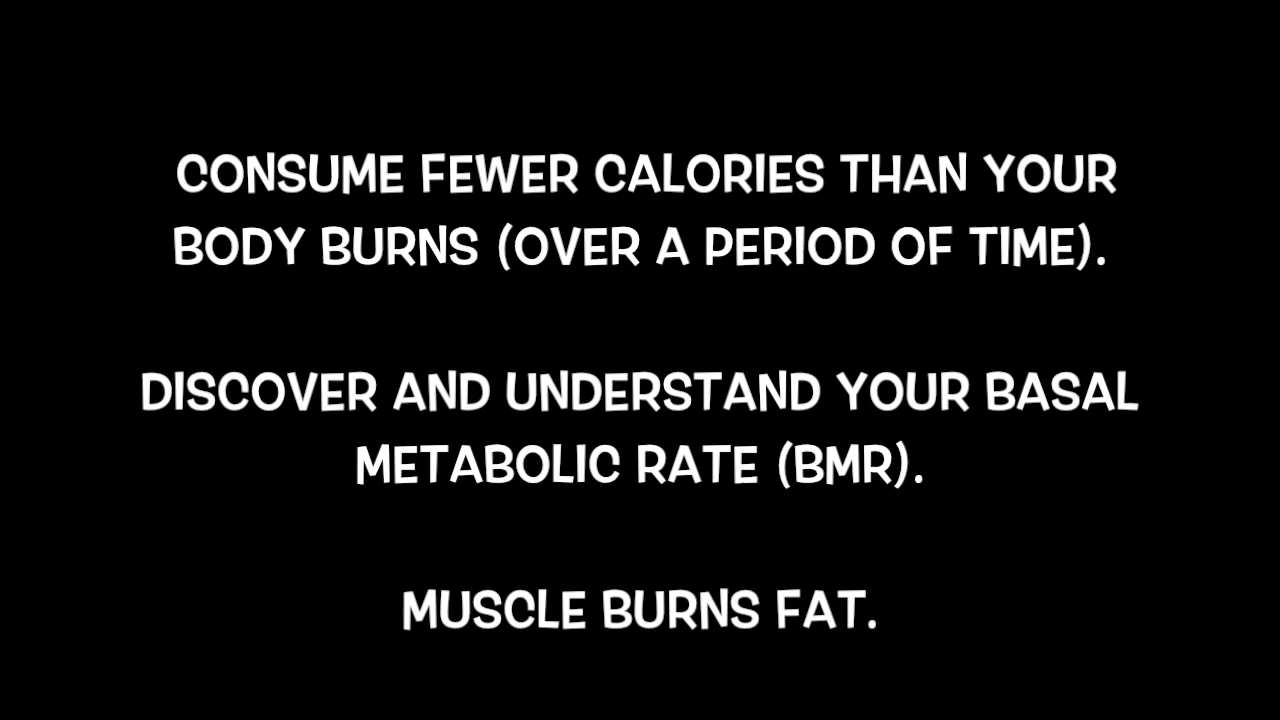 CONSUME FEWER CALORIES THAN YOUR
BODY BURNS (OVER A PERIOD OF TIME).
DISCOVER AND UNDERSTAND YOUR BASAL
METABOLIC RATE (BMR).
MUSCLE BURNS FAT.